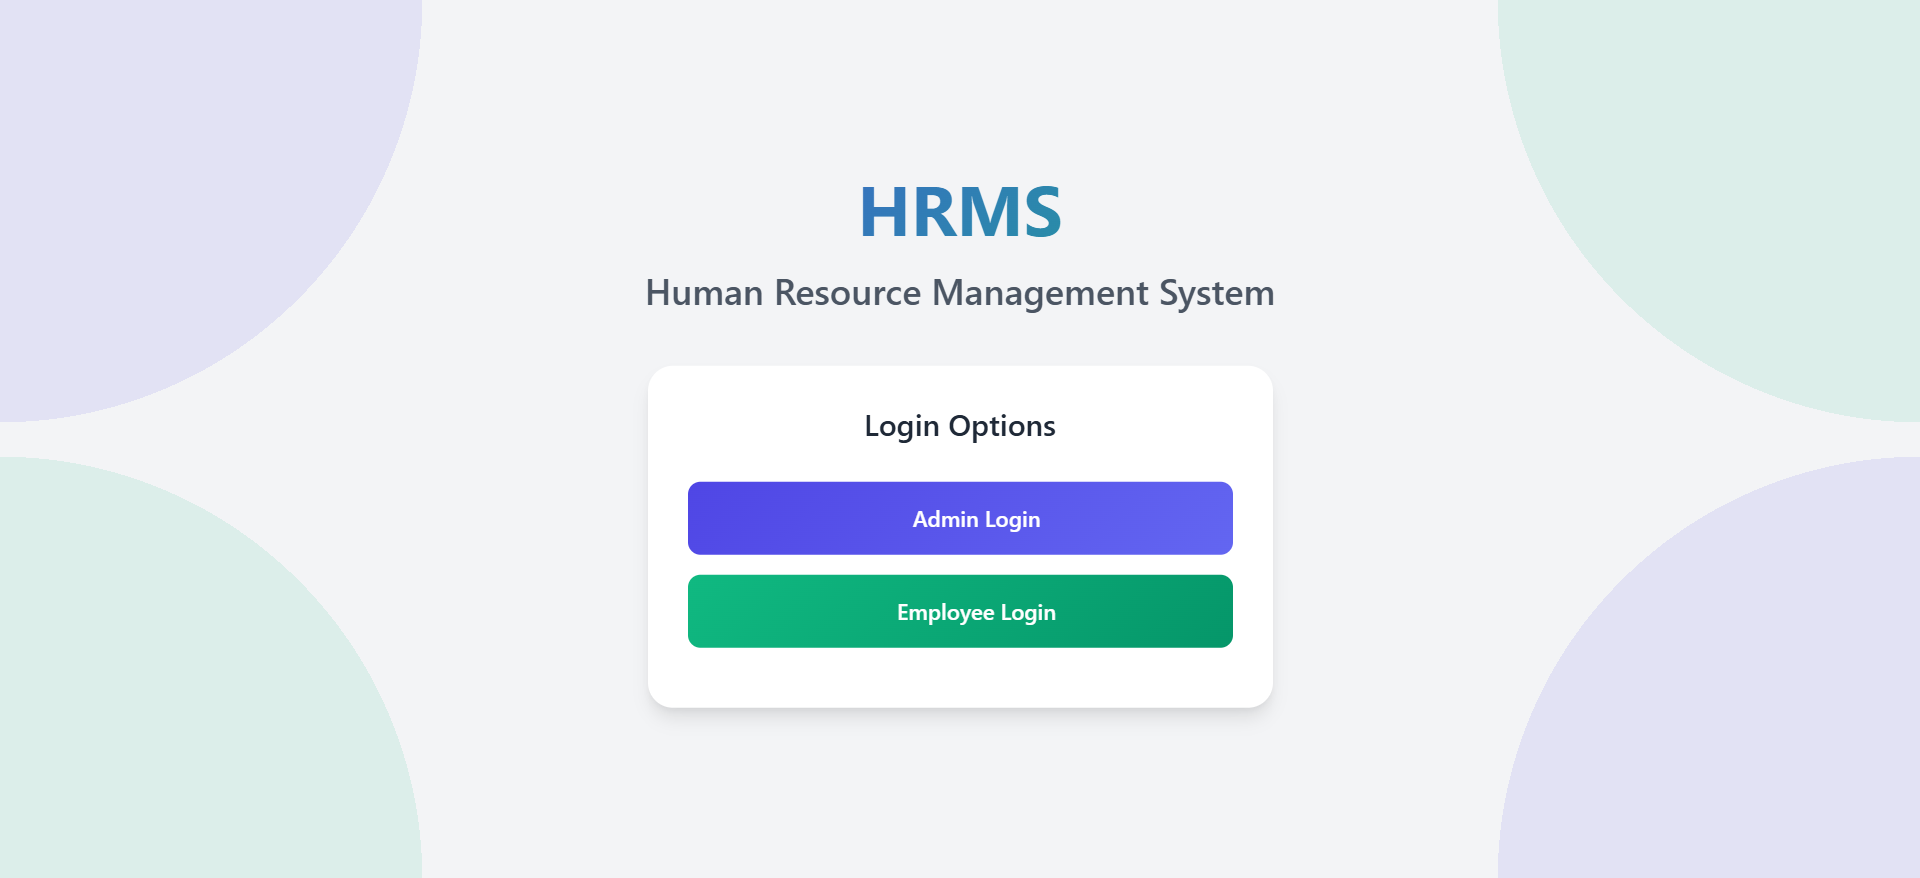 HRMS
Human Resource Management System
Login Options
Admin Login
Employee Login